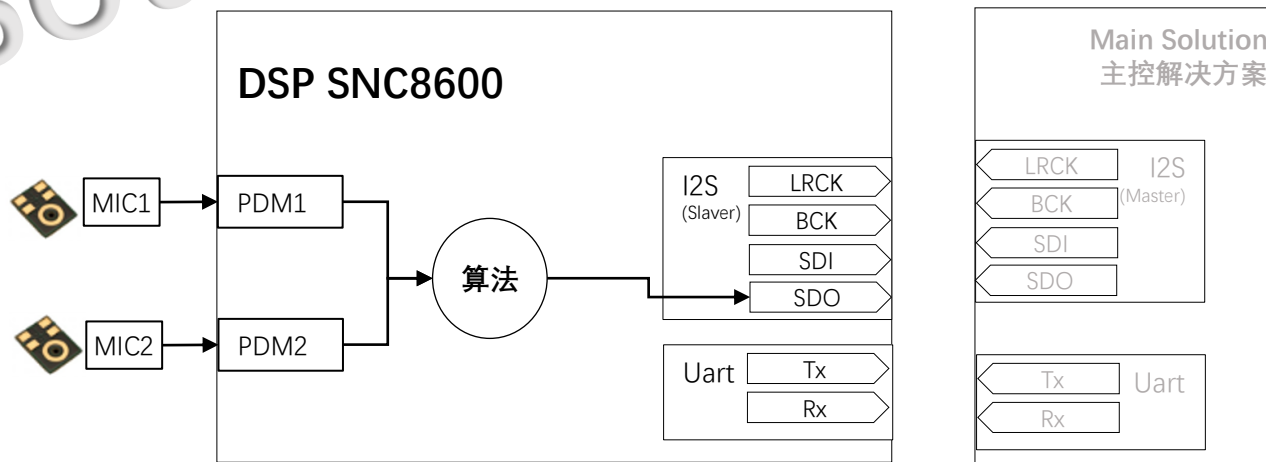 DSP SNC8600
Main Solution
主控解决方案
MIC1
PDM1
MIC2
PDM2
算法
I2S
(Slaver)
LRCK
BCK
SDI
SDO
Uart
Tx
Rx
LRCK
BCK
SDI
SDO
I2S
(Master)
Tx
Rx
Uart